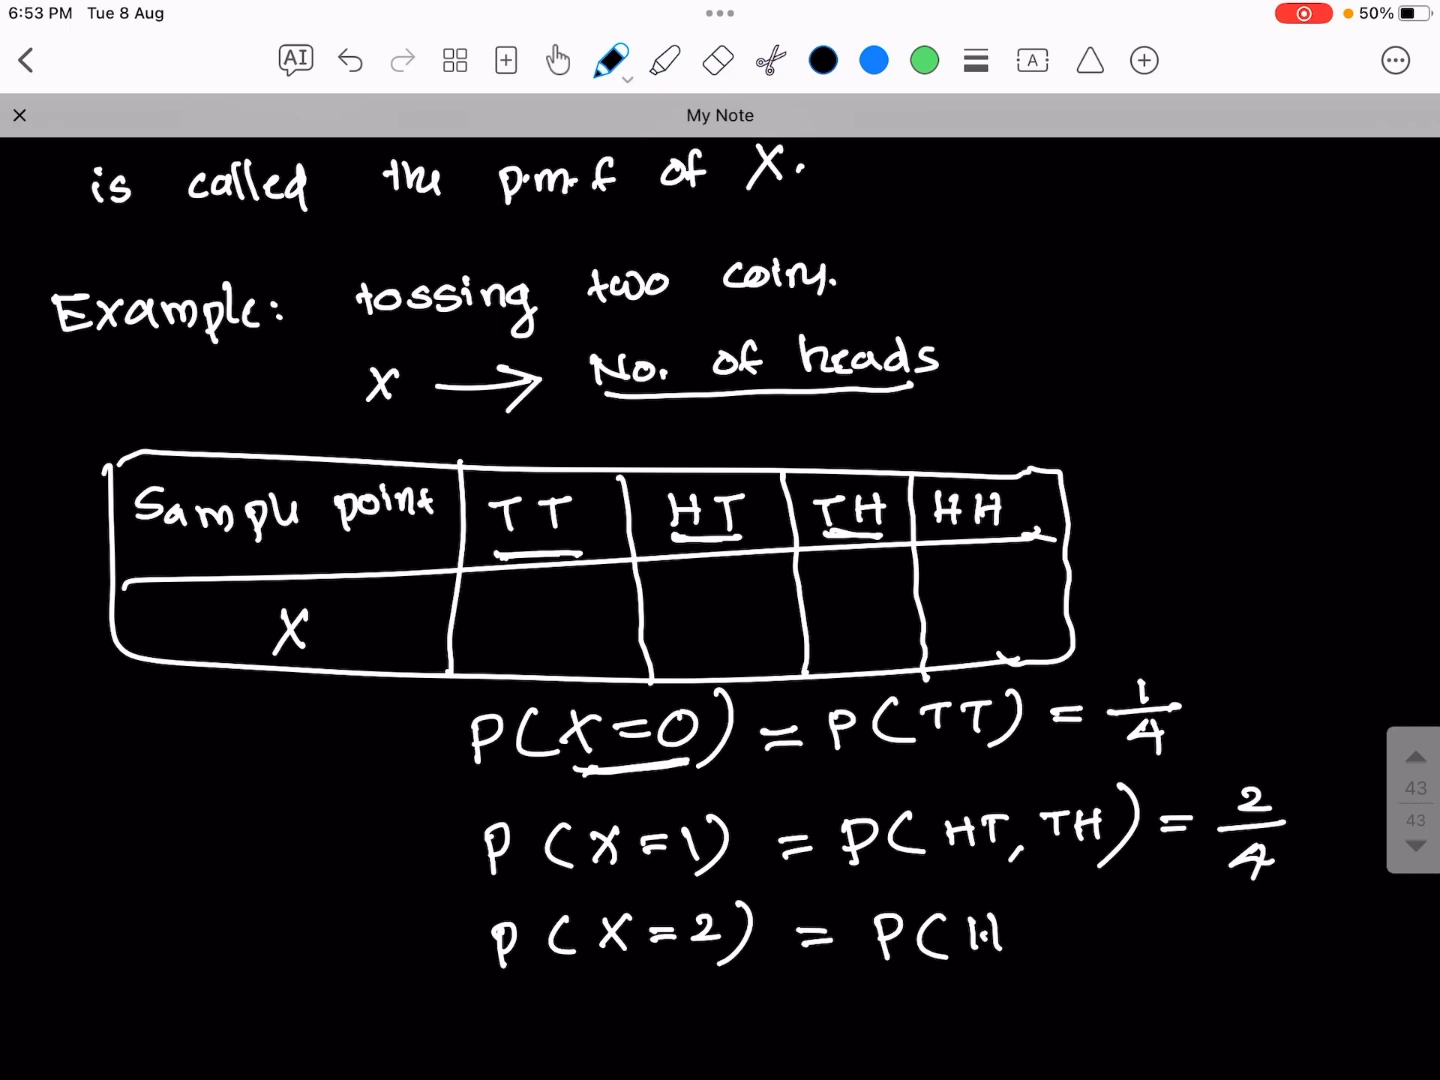 6:53 PM Tue 8 Aug
50%
AI
A
My Note
is called the p.m.f of X.
Example: tossing two coins.
X → No. of heads
Sample point TT HT TH HH
X
P(X=0) = P(TT) = 1/4
P(X=1) = P(HT, TH) = 2/4
P(X=2) = P(H
43
43